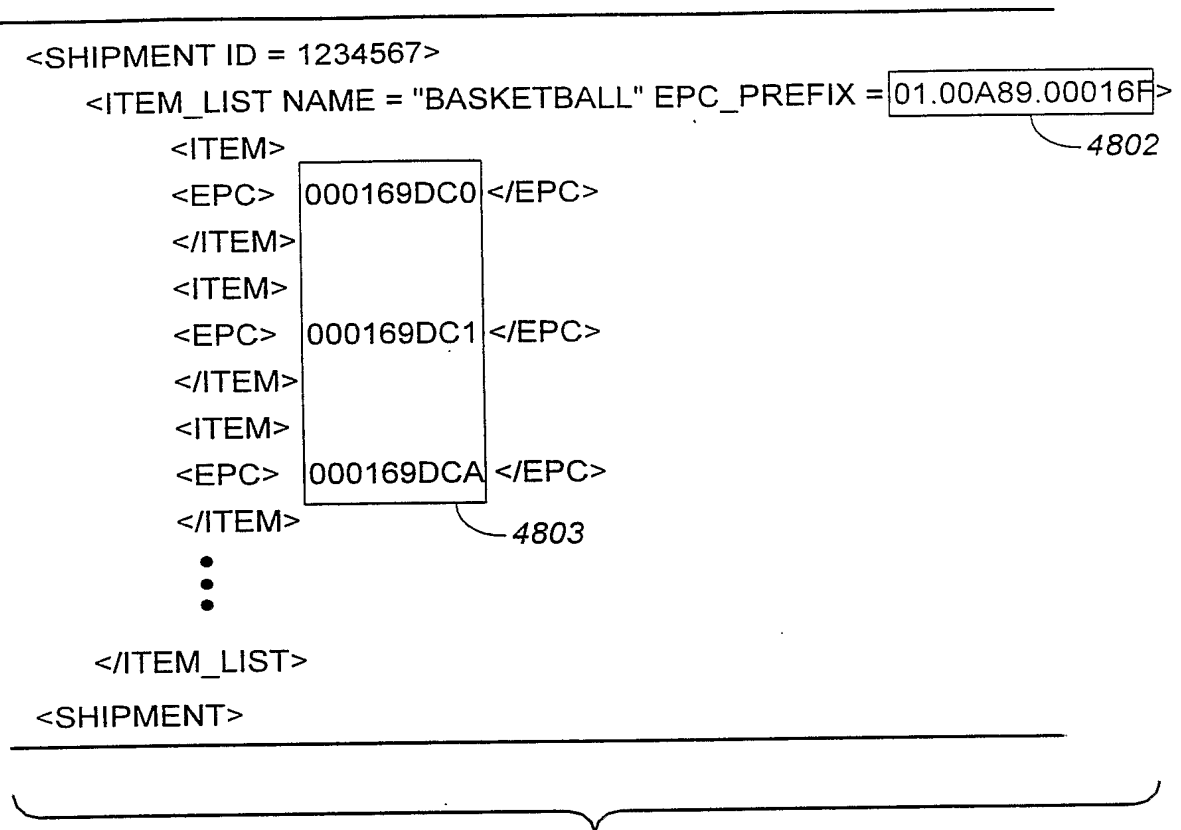 <SHIPMENT ID = 1234567>
<ITEM_LIST NAME = "BASKETBALL" EPC_PREFIX = 01.00A89.00016F>
4802
<ITEM>
<EPC> 000169DC0 </EPC>
</ITEM>
<ITEM>
<EPC> 000169DC1 </EPC>
</ITEM>
<ITEM>
<EPC> 000169DCA </EPC>
</ITEM>
4803
</ITEM_LIST>
<SHIPMENT>